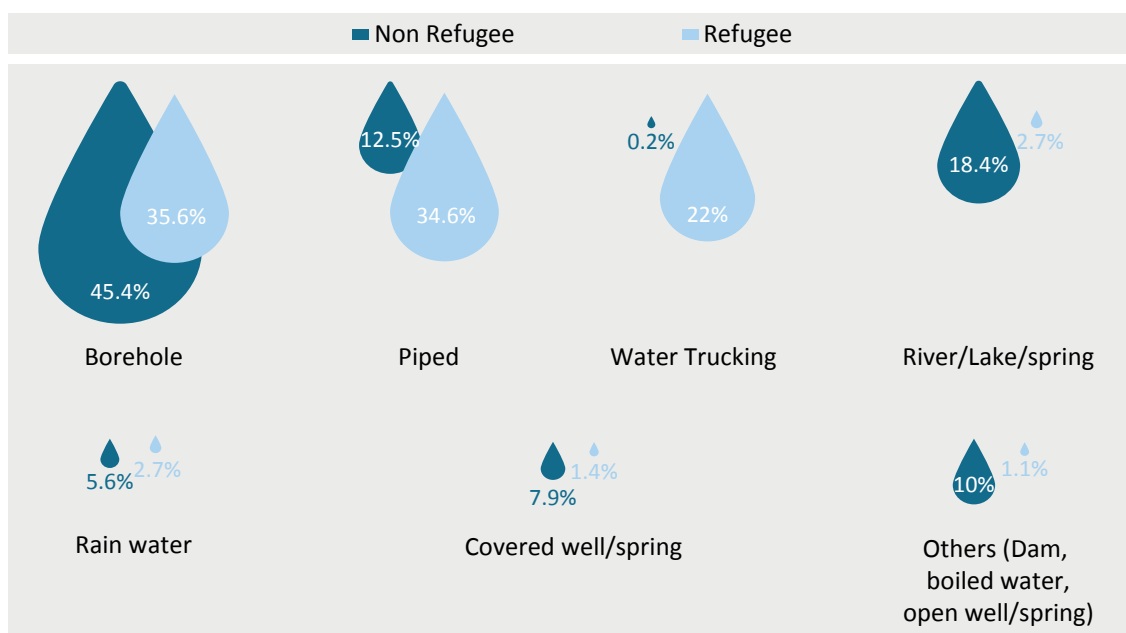 Non Refugee Refugee
12.5%
0.2%
2.7%
18.4%
35.6%
34.6%
22%
45.4%
Borehole Piped Water Trucking River/Lake/spring
5.6% 2.7%
1.4%
7.9%
1.1%
10%
Rain water
Covered well/spring
Others (Dam,
boiled water,
open well/spring)